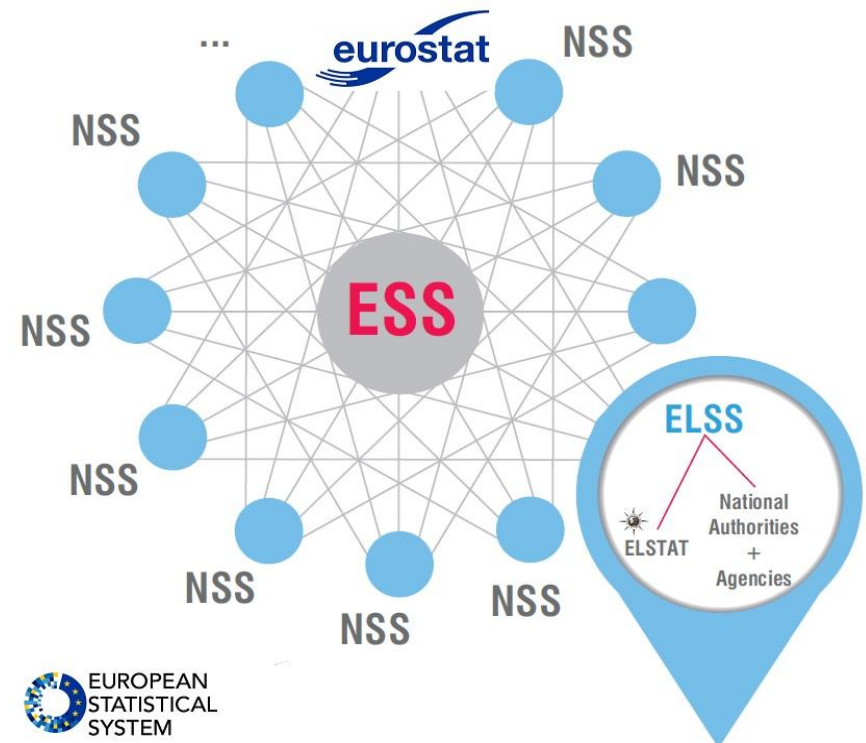 ...
eurostat
NSS
NSS
NSS
ESS
NSS
ELSS
NSS
National
Authorities
+
Agencies
ELSTAT
NSS
NSS
NSS
EUROPEAN
STATISTICAL
SYSTEM